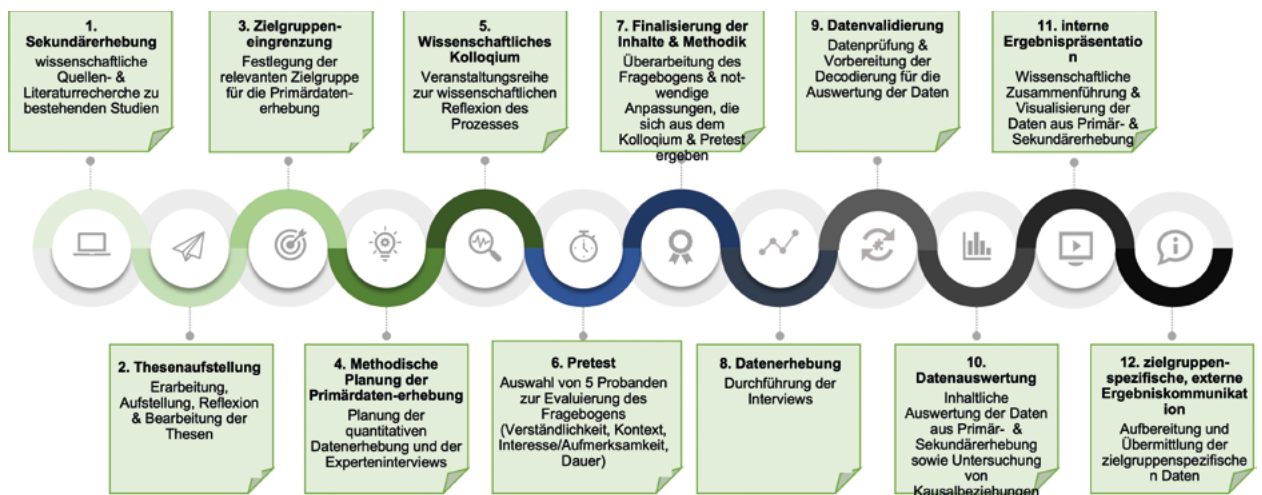 1.
Sekundärerhebung
wissenschaftliche
Quellen- &
Literaturrecherche zu
bestehenden Studien
2. Thesenaufstellung
Erarbeitung,
Aufstellung, Reflexion
& Bearbeitung der
Thesen
3. Zielgruppen-
eingrenzung
Festlegung der
relevanten Zielgruppe
für die Primärdaten-
erhebung
4. Methodische
Planung der
Primärdaten-erhebung
Planung der
quantitativen
Datenerhebung und der
Experteninterviews
5.
Wissenschaftliches
Kolloqium
Veranstaltungsreihe
zur wissenschaftlichen
Reflexion des
Prozesses
6. Pretest
Auswahl von 5 Probanden
zur Evaluierung des
Fragebogens
(Verständlichkeit, Kontext,
Interesse/Aufmerksamkeit,
Dauer)
7. Finalisierung der
Inhalte & Methodik
Überarbeitung des
Fragebogens & not-
wendige
Anpassungen, die
sich aus dem
Kolloqium & Pretest
ergeben
8. Datenerhebung
Durchführung der
Interviews
9. Datenvalidierung
Datenprüfung &
Vorbereitung der
Decodierung für die
Auswertung der Daten
10.
Datenauswertung
Inhaltliche
Auswertung der Daten
aus Primär- &
Sekundärerhebung
sowie Untersuchung
von
Kausalbeziehungen
11. interne
Ergebnispräsentatio
n
Wissenschaftliche
Zusammenführung &
Visualisierung der
Daten aus Primär- &
Sekundärerhebung
12. zielgruppen-
spezifische, externe
Ergebniskommunikat
ion
Aufbereitung und
Übermittlung der
zielgruppenspezifische
n Daten